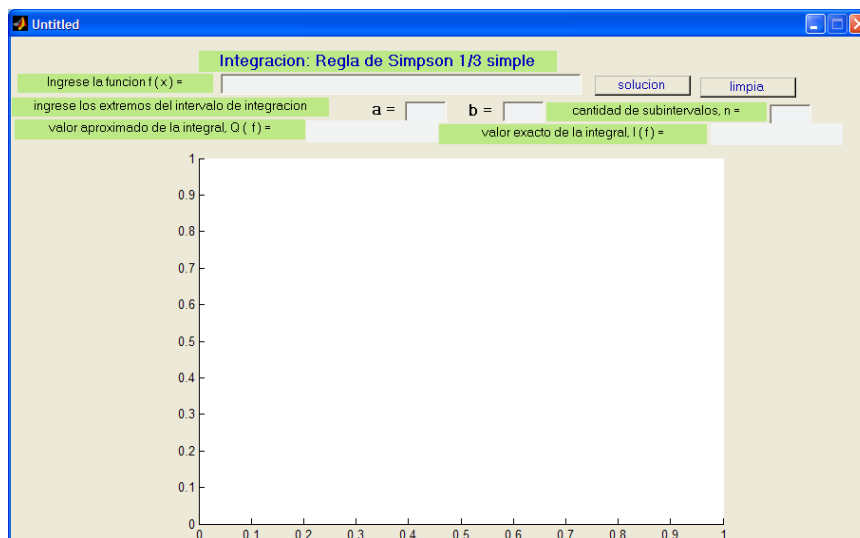 Untitled
Integracion: Regla de Simpson 1/3 simple
Ingrese la funcion f ( x ) =
solucion
limpia
ingrese los extremos del intervalo de integracion
a =
b =
cantidad de subintervalos, n =
valor aproximado de la integral, Q ( f) =
valor exacto de la integral, I ( f ) =
1
0.9
0.8
0.7
0.6
0.5
0.4
0.3
0.2
0.1
0
0 0.1 0.2 0.3 0.4 0.5 0.6 0.7 0.8 0.9 1